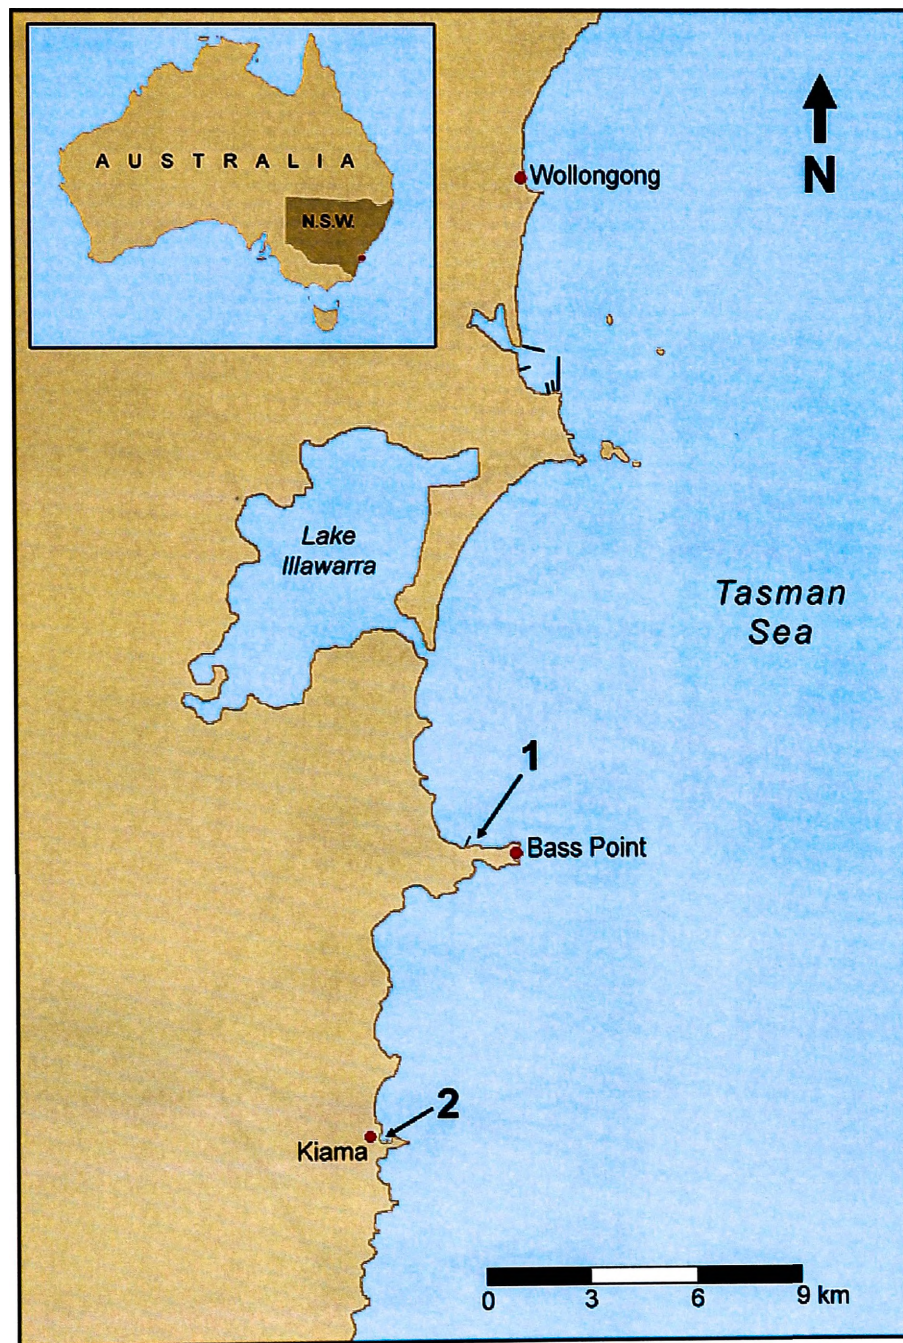 AUSTRALIA
N.S.W.
N
Wollongong
Lake
Illawarra
Tasman
Sea
1
Bass Point
2
Kiama
0 3 6 9 km